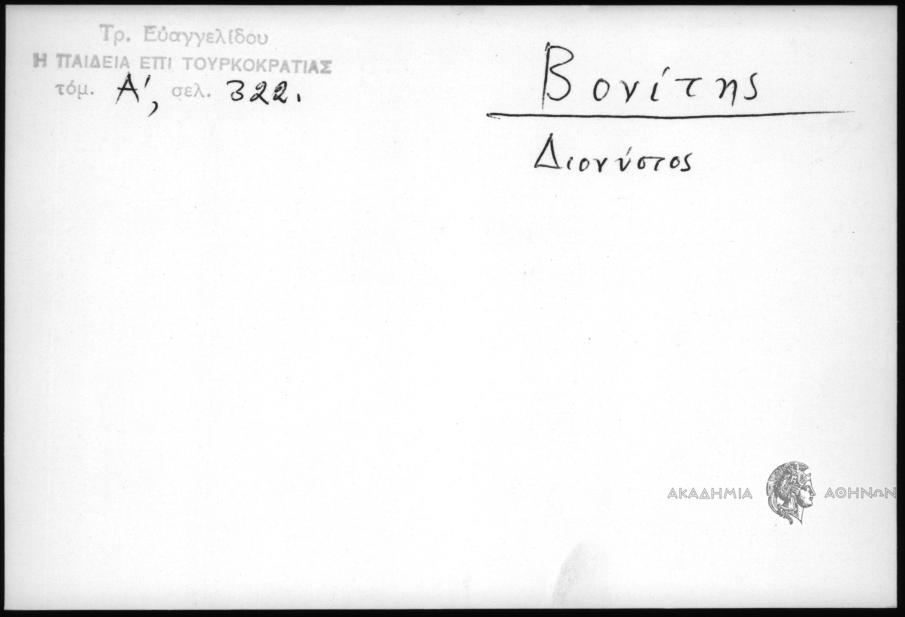 Τρ. Εὐαγγελίδου
Η ΠΑΙΔΕΙΑ ΕΠΙ ΤΟΥΡΚΟΚΡΑΤΙΑΣ
τόμ. Α', σελ. 322.
Βονίτης
Διονύσιος
ΑΚΑΔΗΜΙΑ ΑΘΗΝΩΝ